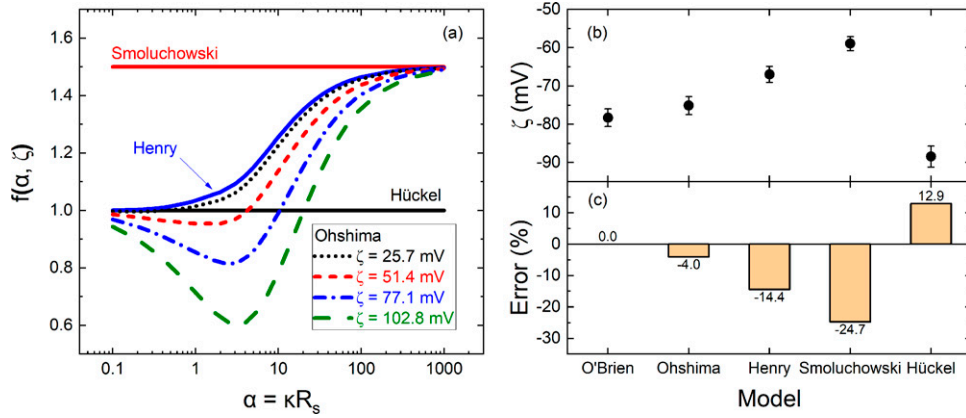 (a)
Smoluchowski
Henry
Hückel
Ohshima
ζ = 25.7 mV
ζ = 51.4 mV
ζ = 77.1 mV
ζ = 102.8 mV
f(α, ζ)
1.6
1.4
1.2
1.0
0.8
0.6
0.1
1
10
100
1000
α = κRs
(b)
ζ (mV)
-50
-60
-70
-80
-90
(c)
Error (%)
10
0
-10
-20
-30
0.0
-4.0
-14.4
-24.7
12.9
O'Brien
Ohshima
Henry
Smoluchowski
Hückel
Model